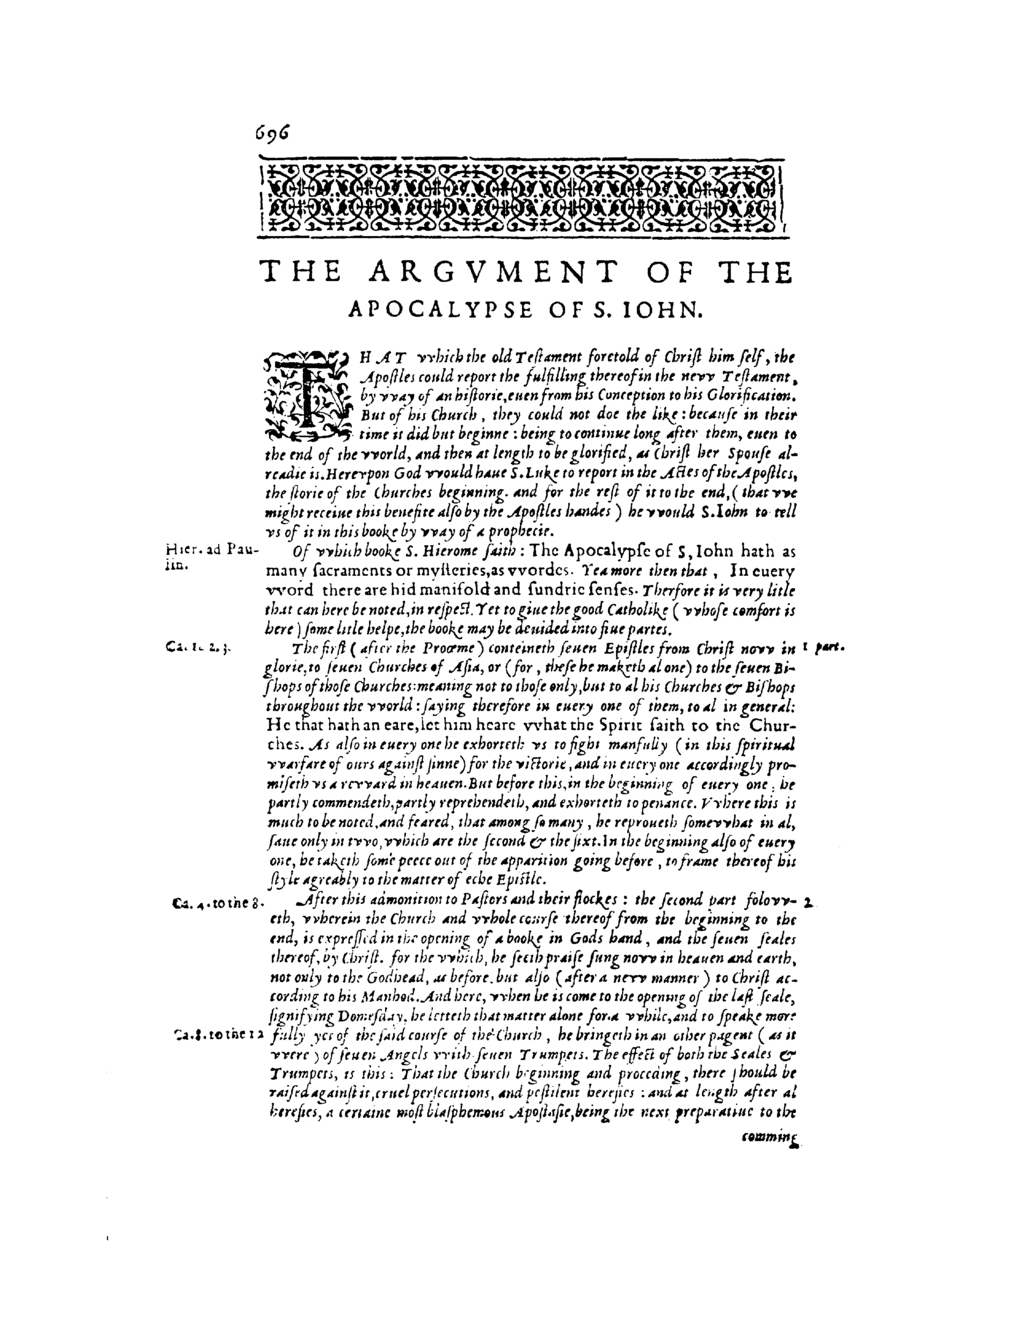 696
THE ARGVMENT OF THE
APOCALYPSE OF S. IOHN.
THAT vvhich the old Teſtament foretold of Chriſt him ſelf, the
Apoſtles could report the fulfilling thereof in the nevv Teſtament,
by vvay of an hiſtorie, euen from his Conception to his Glorification.
But of his Church, they could not doe the like: becauſe in their
time it did but beginne: being to continue long after them, euen to
the end of the vvorld, and then at length to be glorified, as Chriſt her Spouſe al-
readie is. Herevpon God vvould haue S. Luke to report in the Actes of the Apoſtles,
the ſtorie of the Churches beginning. and for the reſt of it to the end, (that vve
might receiue this benefite alſo by the Apoſtles handes) he vvould S. Iohn to tell
vs of it in this booke by vvay of a prophecie.
Hier. ad Pau-
lin.
Of vvhich booke S. Hierome ſaith: The Apocalypſe of S, Iohn hath as
many ſacraments or myſteries, as vvordes. Yea more then that, In euery
vvord there are hid manifold and ſundrie ſenſes. Therfore it is very litle
that can here be noted, in reſpect. Yet to giue the good Catholike (vvhoſe comfort is
here) ſome litle helpe, the booke may be deuided into fiue partes.
Ca. 1. 2. 3.
The firſt (after the Proœme) conteineth ſeuen Epiſtles from Chriſt novv in 1 part.
glorie, to ſeuen Churches of Aſia, or (for, theſe he maketh al one) to the ſeuen Bi-
ſhops of thoſe Churches: meaning not to thoſe only, but to al his Churches & Biſhops
throughout the vvorld: ſaying therefore in euery one of them, to al in general:
He that hath an eare, let him heare vvhat the Spirit ſaith to the Chur-
ches. As alſo in euery one he exhorteth vs to fight manfully (in this ſpiritual
vvarfare of ours againſt ſinne) for the victorie, and in euery one accordingly pro-
miſeth vs a revvard in heauen. But before this, in the beginning of euery one, he
partly commendeth, partly reprehendeth, and exhorteth to penance. VVhere this is
much to be noted, and feared, that among ſo many, he reproueth ſomevvhat in al,
ſaue only in tvvo, vvhich are the ſecond & the ſixt. In the beginning alſo of euery
one, he taketh ſome peece out of the apparition going before, to frame thereof his
ſtyle agreably to the matter of eche Epiſtle.
Ca. 4. to the 8.
After this admonition to Paſtors and their flockes: the ſecond part folovv- 2
eth, vvherein the Church and vvhole courſe thereof from the beginning to the
end, is expreſſed in the opening of a booke in Gods hand, and the ſeuen ſeales
thereof, by Chriſt. for the vvhich, he ſeeth praiſe ſung novv in heauen and earth,
not only to the Godhead, as before, but alſo (after a nevv manner) to Chriſt ac-
cording to his Manhod. And here, vvhen he is come to the opening of the laſt ſeale,
ſignifying Domeſday, he letteth that matter alone for a vvhile, and to ſpeake more
Ca. 8. to the 12
fully yet of the ſaid courſe of the Church, he bringeth in an other pagent (as it
vvere) of ſeuen Angels vvith ſeuen Trumpets. The effect of both the Seales &
Trumpets, is this: That the Church beginning and proceding, there ſhould be
raiſed againſt it, cruel perſecutions, and peſtilent hereſies: and at length after al
hereſies, a certaine moſt blaſphemous Apoſtaſie, being the next preparatiue to the
comming